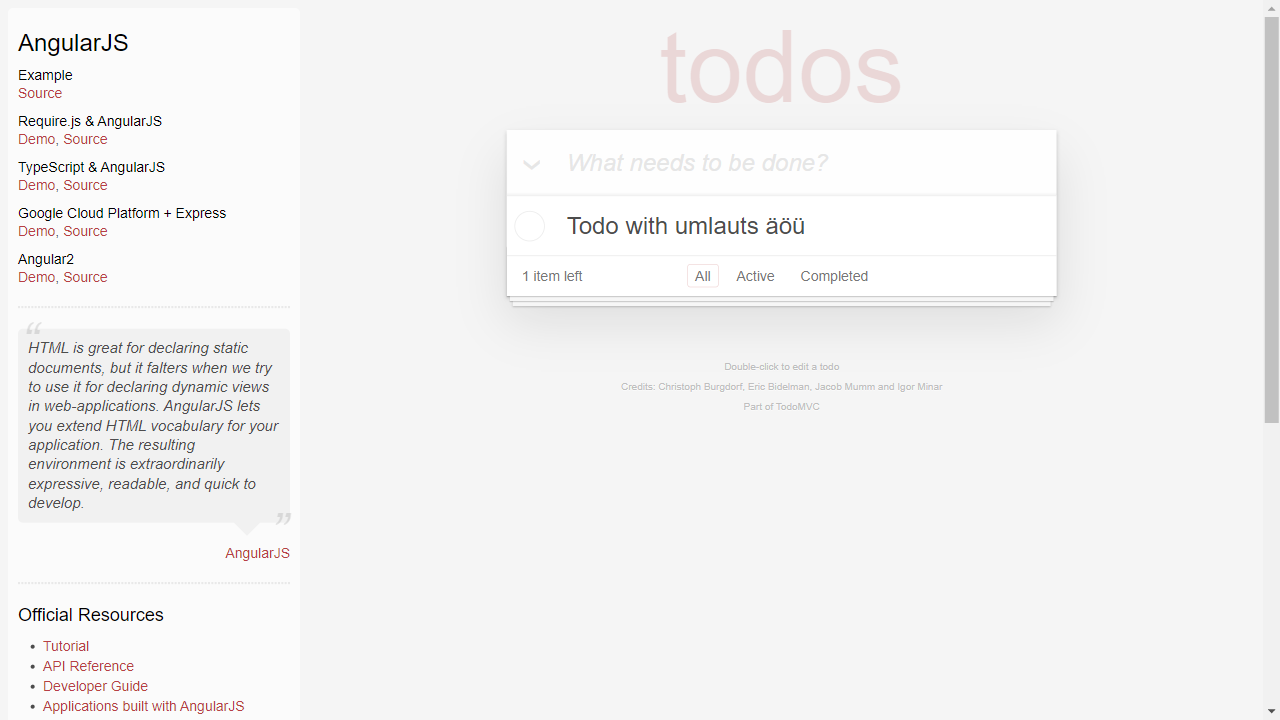 AngularJS
Example
Source
Require.js & AngularJS
Demo, Source
TypeScript & AngularJS
Demo, Source
Google Cloud Platform + Express
Demo, Source
Angular2
Demo, Source
“
HTML is great for declaring static
documents, but it falters when we try
to use it for declaring dynamic views
in web-applications. AngularJS lets
you extend HTML vocabulary for your
application. The resulting
environment is extraordinarily
expressive, readable, and quick to
develop.
”
AngularJS
Official Resources
• Tutorial
• API Reference
• Developer Guide
• Applications built with AngularJS
todos
What needs to be done?
Todo with umlauts äöü
1 item left All Active Completed
Double-click to edit a todo
Credits: Christoph Burgdorf, Eric Bidelman, Jacob Mumm and Igor Minar
Part of TodoMVC